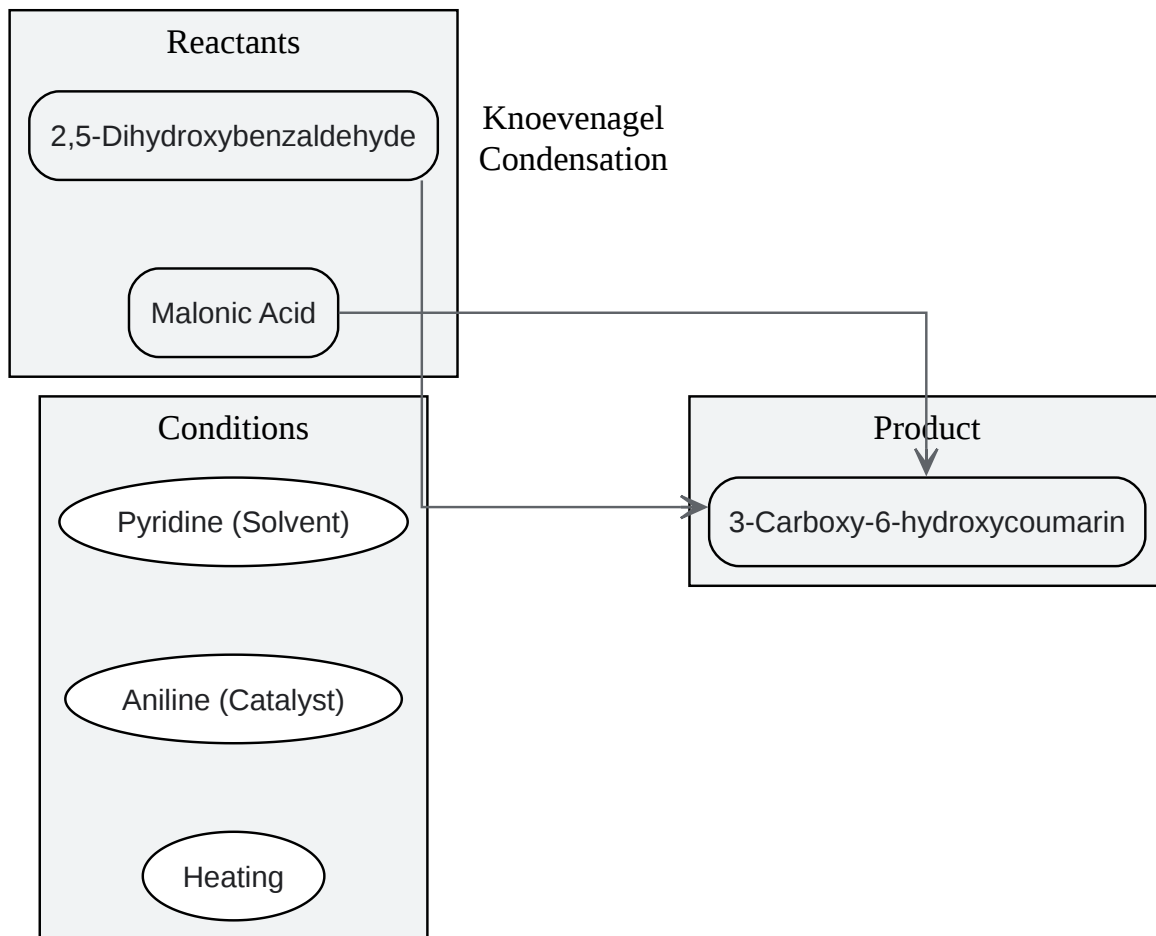 Reactants
2,5-Dihydroxybenzaldehyde
Knoevenagel
Condensation
Malonic Acid
Conditions
Product
Pyridine (Solvent)
3-Carboxy-6-hydroxycoumarin
Aniline (Catalyst)
Heating